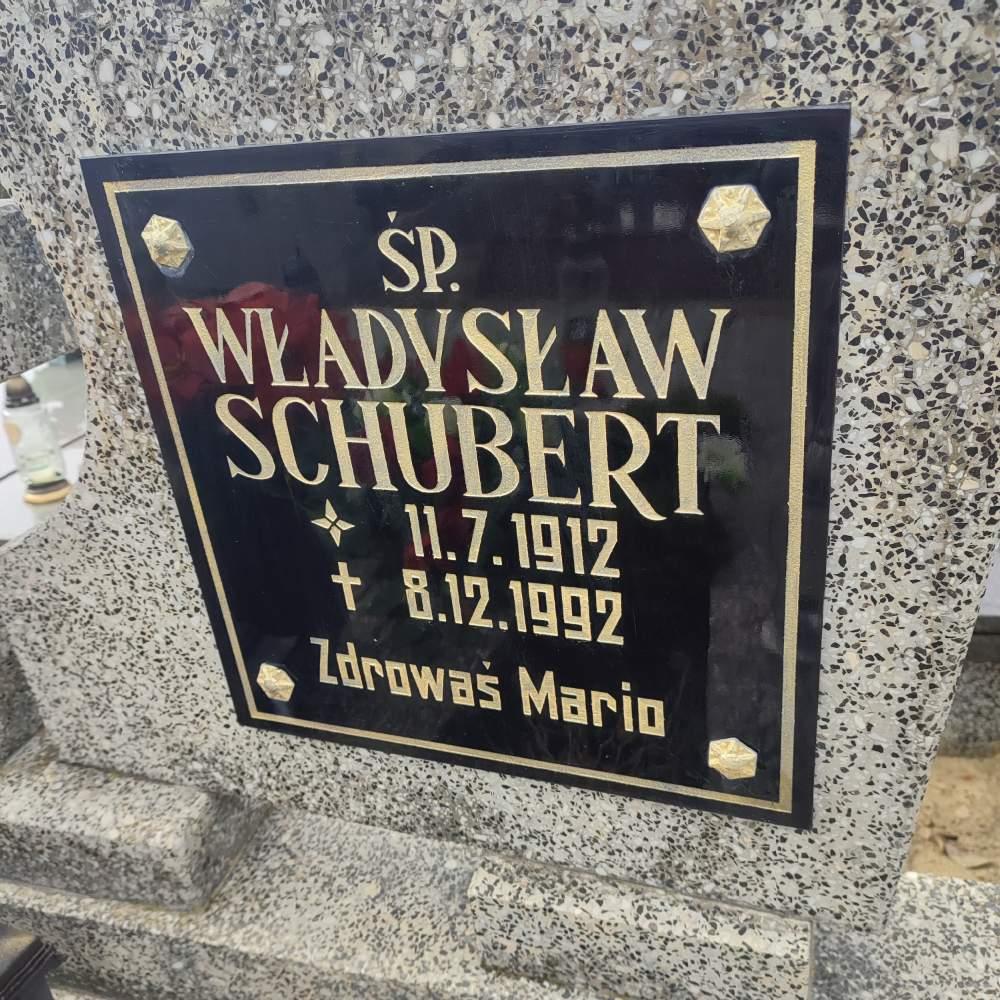 ŚP.
WŁADYSŁAW
SCHUBERT
11.7.1912
8.12.1992
Zdrowaś Mario